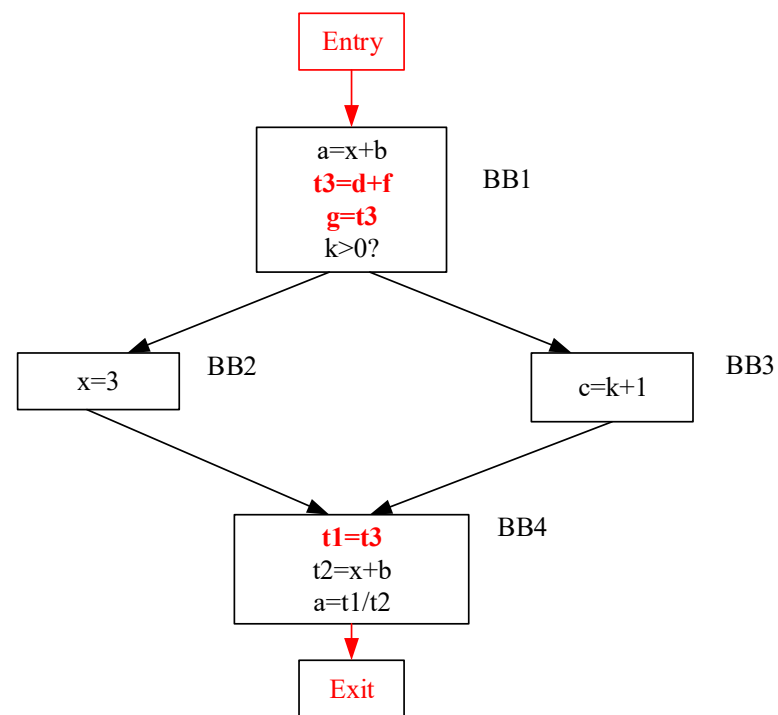 Entry
a=x+b
t3=d+f
g=t3
k>0?
BB1
x=3
BB2
c=k+1
BB3
t1=t3
t2=x+b
a=t1/t2
BB4
Exit